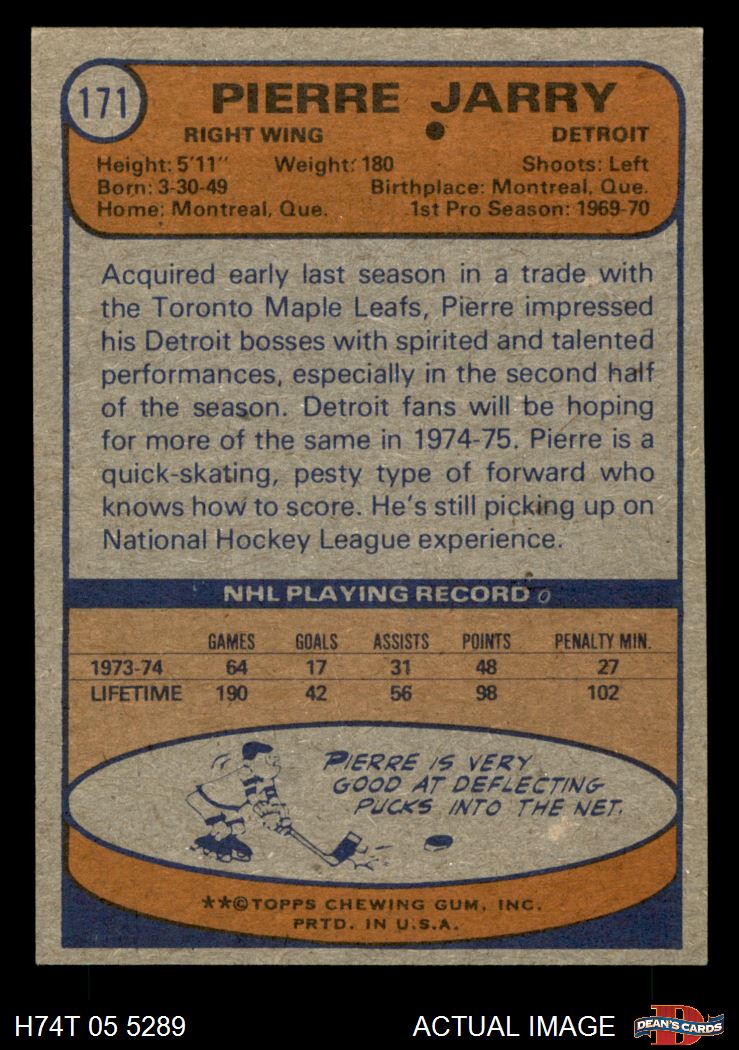 171
PIERRE JARRY
RIGHT WING DETROIT
Height: 5'11" Weight: 180 Shoots: Left
Born: 3-30-49 Birthplace: Montreal, Que.
Home: Montreal, Que. 1st Pro Season: 1969-70
Acquired early last season in a trade with
the Toronto Maple Leafs, Pierre impressed
his Detroit bosses with spirited and talented
performances, especially in the second half
of the season. Detroit fans will be hoping
for more of the same in 1974-75. Pierre is a
quick-skating, pesty type of forward who
knows how to score. He's still picking up on
National Hockey League experience.
NHL PLAYING RECORD
GAMES GOALS ASSISTS POINTS PENALTY MIN.
1973-74 64 17 31 48 27
LIFETIME 190 42 56 98 102
PIERRE IS VERY
GOOD AT DEFLECTING
PUCKS INTO THE NET.
**©TOPPS CHEWING GUM, INC.
PRTD. IN U.S.A.
H74T 05 5289 ACTUAL IMAGE D DEAN'S CARDS